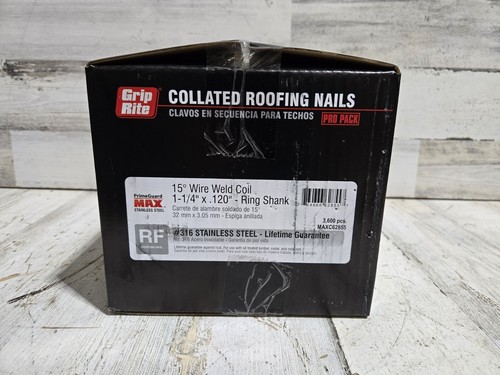 Grip
Rite
COLLATED ROOFING NAILS
CLAVOS EN SECUENCIA PARA TECHOS
PRO PACK
PrimeGuard
MAX
STAINLESS STEEL
15° Wire Weld Coil
1-1/4" x .120" - Ring Shank
Carrete de alambre soldado de 15°
32 mm x 3.05 mm - Espiga anillada
3,600 pcs.
MAXC62855
RF
#316 STAINLESS STEEL - Lifetime Guarantee